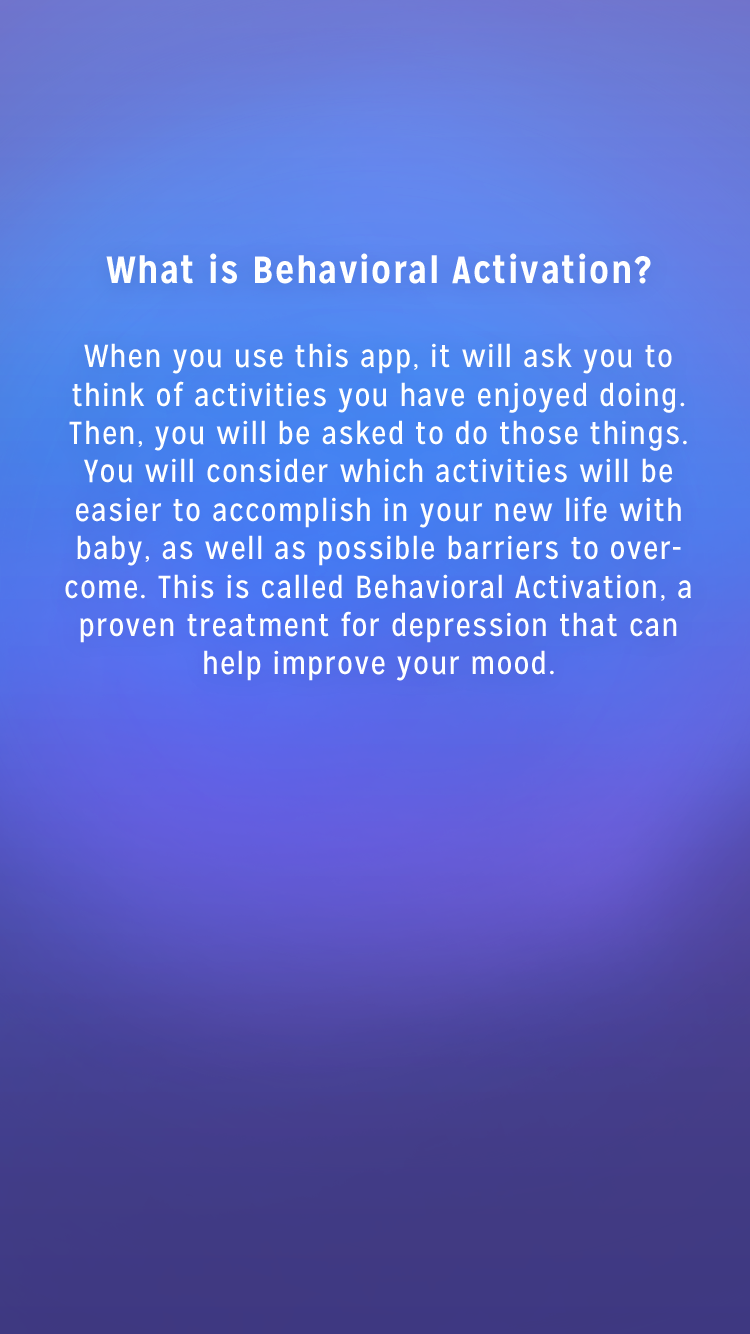 What is Behavioral Activation?
When you use this app, it will ask you to
think of activities you have enjoyed doing.
Then, you will be asked to do those things.
You will consider which activities will be
easier to accomplish in your new life with
baby, as well as possible barriers to over-
come. This is called Behavioral Activation, a
proven treatment for depression that can
help improve your mood.